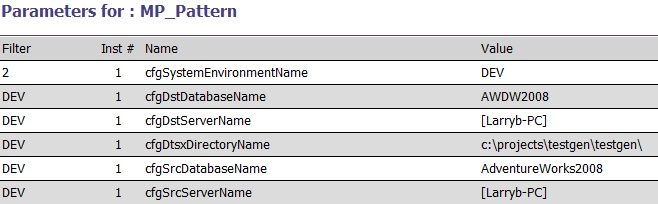 Parameters for : MP_Pattern
Filter Inst # Name Value
2 1 cfgSystemEnvironmentName DEV
DEV 1 cfgDstDatabaseName AWDW2008
DEV 1 cfgDstServerName [Larryb-PC]
DEV 1 cfgDtsxDirectoryName c:\projects\testgen\testgen\
DEV 1 cfgSrcDatabaseName AdventureWorks2008
DEV 1 cfgSrcServerName [Larryb-PC]